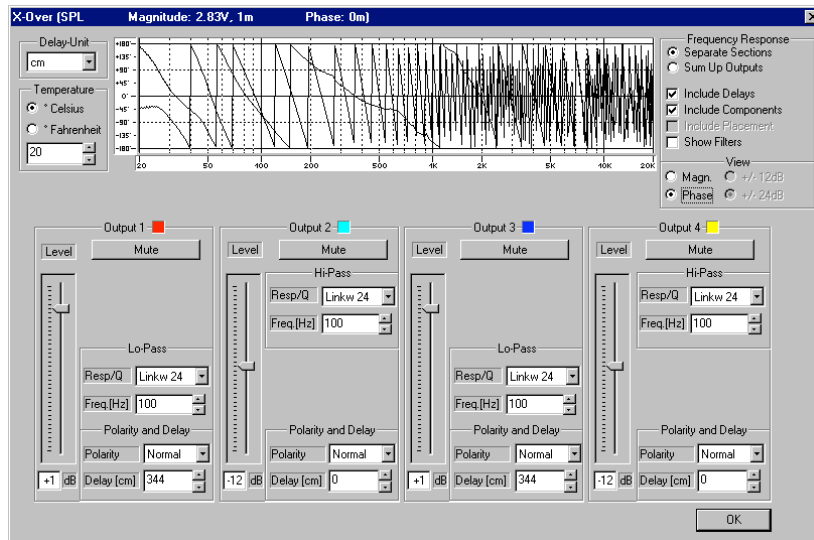 X-Over (SPL Magnitude: 2.83V, 1m Phase: 0m)
Delay-Unit
cm
Temperature
° Celsius
° Fahrenheit
20
+180°
+135°
+90°
+45°
0°
-45°
-90°
-135°
-180°
20 50 100 200 500 1K 2K 5K 10K 20K
Frequency Response
Separate Sections
Sum Up Outputs
Include Delays
Include Components
Include Placement
Show Filters
View
Magn. +/-12dB
Phase +/-24dB
Output 1
Level Mute
Lo-Pass
Resp/Q Linkw 24
Freq.[Hz] 100
Polarity and Delay
Polarity Normal
+1 dB Delay [cm] 344
Output 2
Level Mute
Hi-Pass
Resp/Q Linkw 24
Freq.[Hz] 100
Polarity and Delay
Polarity Normal
-12 dB Delay [cm] 0
Output 3
Level Mute
Lo-Pass
Resp/Q Linkw 24
Freq.[Hz] 100
Polarity and Delay
Polarity Normal
+1 dB Delay [cm] 344
Output 4
Level Mute
Hi-Pass
Resp/Q Linkw 24
Freq.[Hz] 100
Polarity and Delay
Polarity Normal
-12 dB Delay [cm] 0
OK